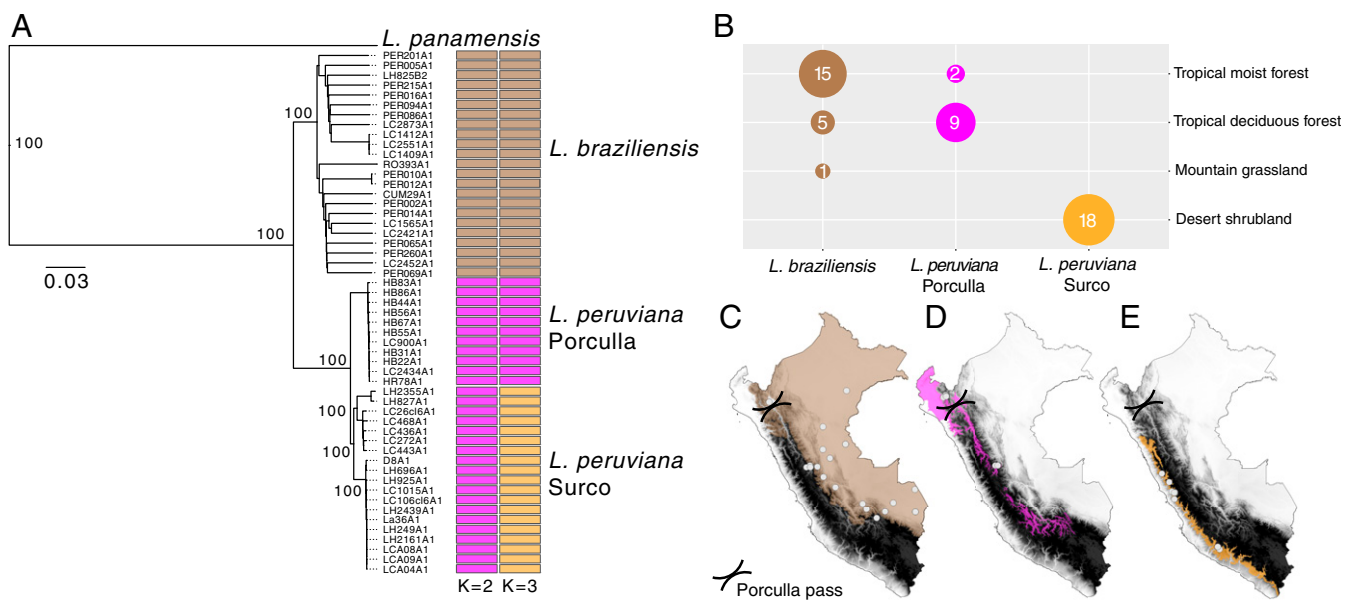 A
L. panamensis
PER201A1
PER005A1
LH825B2
PER215A1
PER016A1
PER094A1
PER086A1
LC2873A1
LC1412A1
LC2551A1
LC1409A1
RO393A1
PER010A1
PER012A1
CUM29A1
PER002A1
PER014A1
LC1565A1
LC2421A1
PER065A1
PER260A1
LC2452A1
PER069A1
HB83A1
HB86A1
HB44A1
HB56A1
HB67A1
HB55A1
LC900A1
HB31A1
HB22A1
LC2434A1
HR78A1
LH2355A1
LH827A1
LC26cl6A1
LC468A1
LC436A1
LC272A1
LC443A1
D8A1
LH696A1
LH925A1
LC1015A1
LC106cl6A1
LH2439A1
La36A1
LH249A1
LH2161A1
LCA08A1
LCA09A1
LCA04A1
100
100
100
100
100
100
100
0.03
K=2 K=3
L. braziliensis
L. peruviana
Porculla
L. peruviana
Surco
B
15 2 Tropical moist forest
5 9 Tropical deciduous forest
1 Mountain grassland
18 Desert shrubland
L. braziliensis
L. peruviana
Porculla
L. peruviana
Surco
C D E
Porculla pass